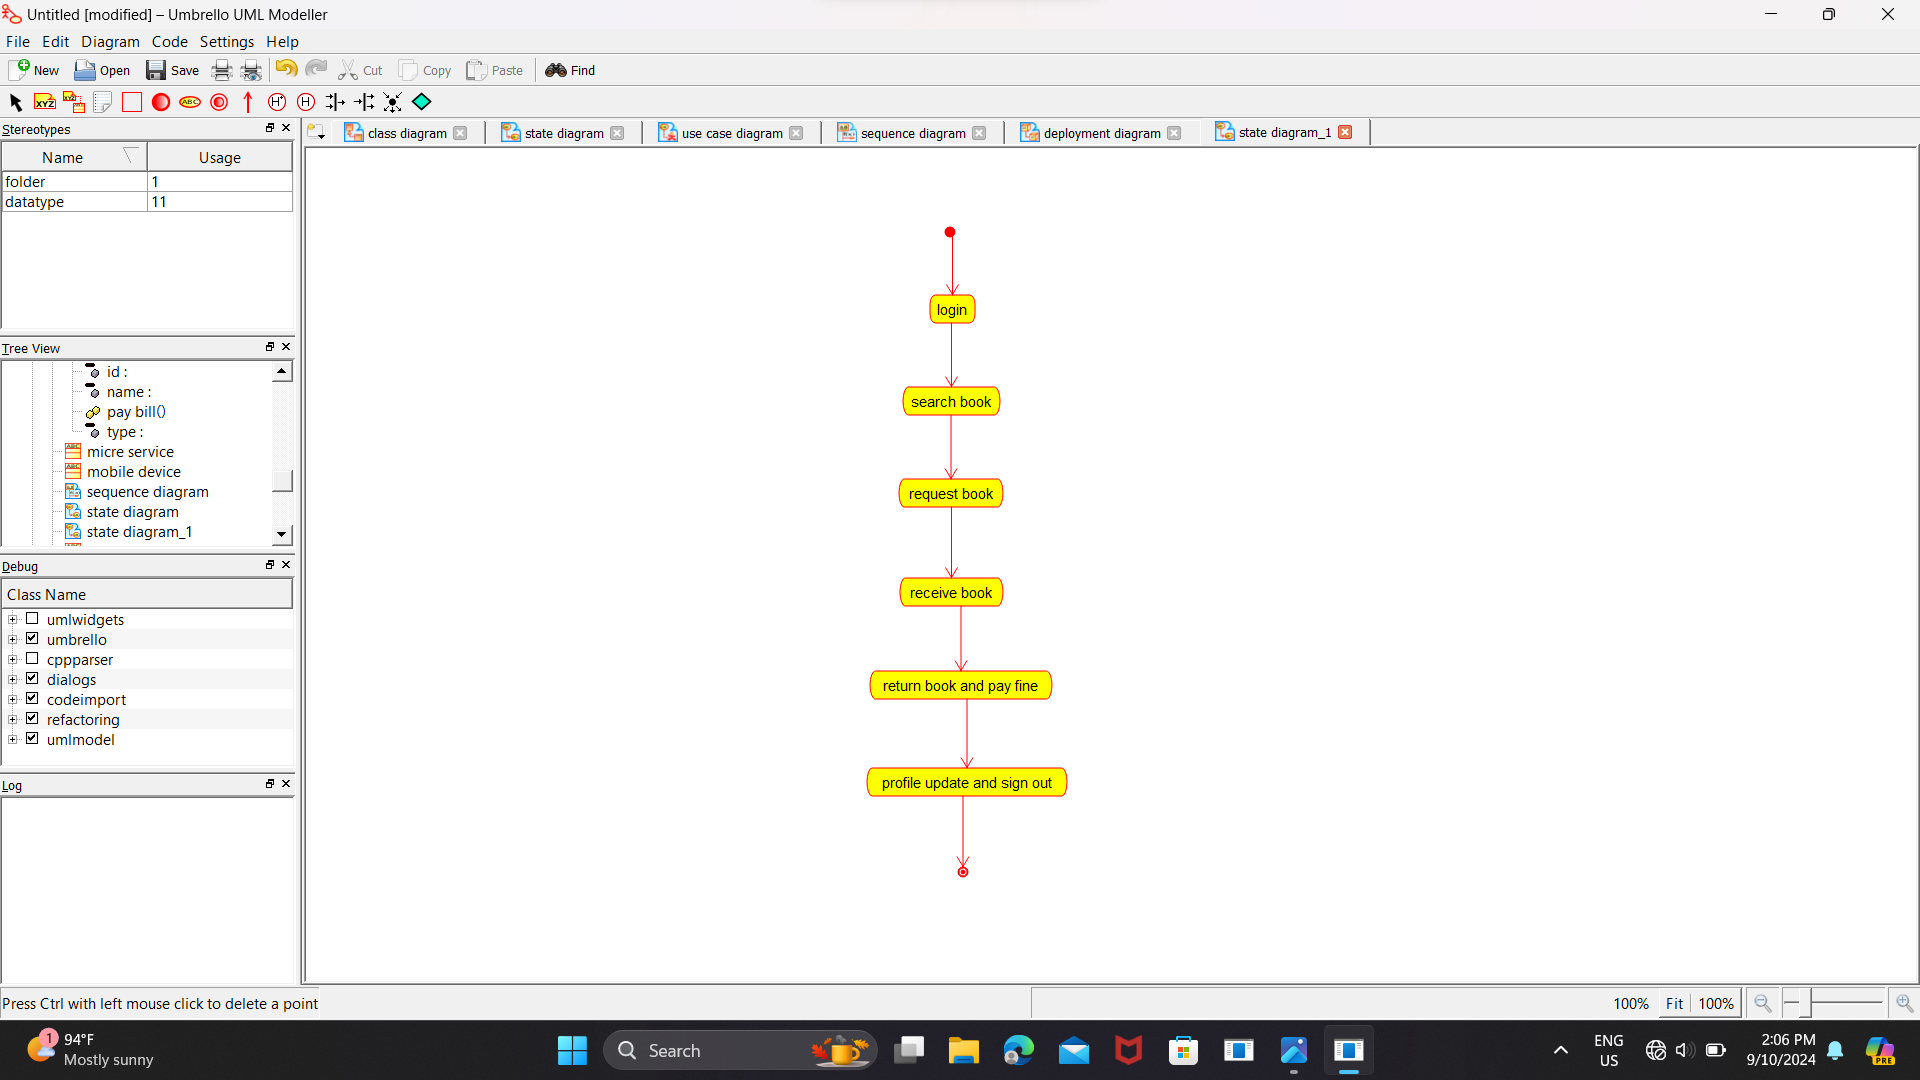 Untitled [modified] – Umbrello UML Modeller
File Edit Diagram Code Settings Help
New Open Save Cut Copy Paste Find
XYZ XYZ ABC H* H
Stereotypes
class diagram state diagram use case diagram sequence diagram deployment diagram state diagram_1
Name Usage
folder 1
datatype 11
Tree View
id :
name :
pay bill()
type :
micre service
mobile device
sequence diagram
state diagram
state diagram_1
Debug
Class Name
umlwidgets
umbrello
cppparser
dialogs
codeimport
refactoring
umlmodel
Log
login
search book
request book
receive book
return book and pay fine
profile update and sign out
Press Ctrl with left mouse click to delete a point
100% Fit 100%
1
94°F
Mostly sunny
Search
ENG
US
2:06 PM
9/10/2024
PRE